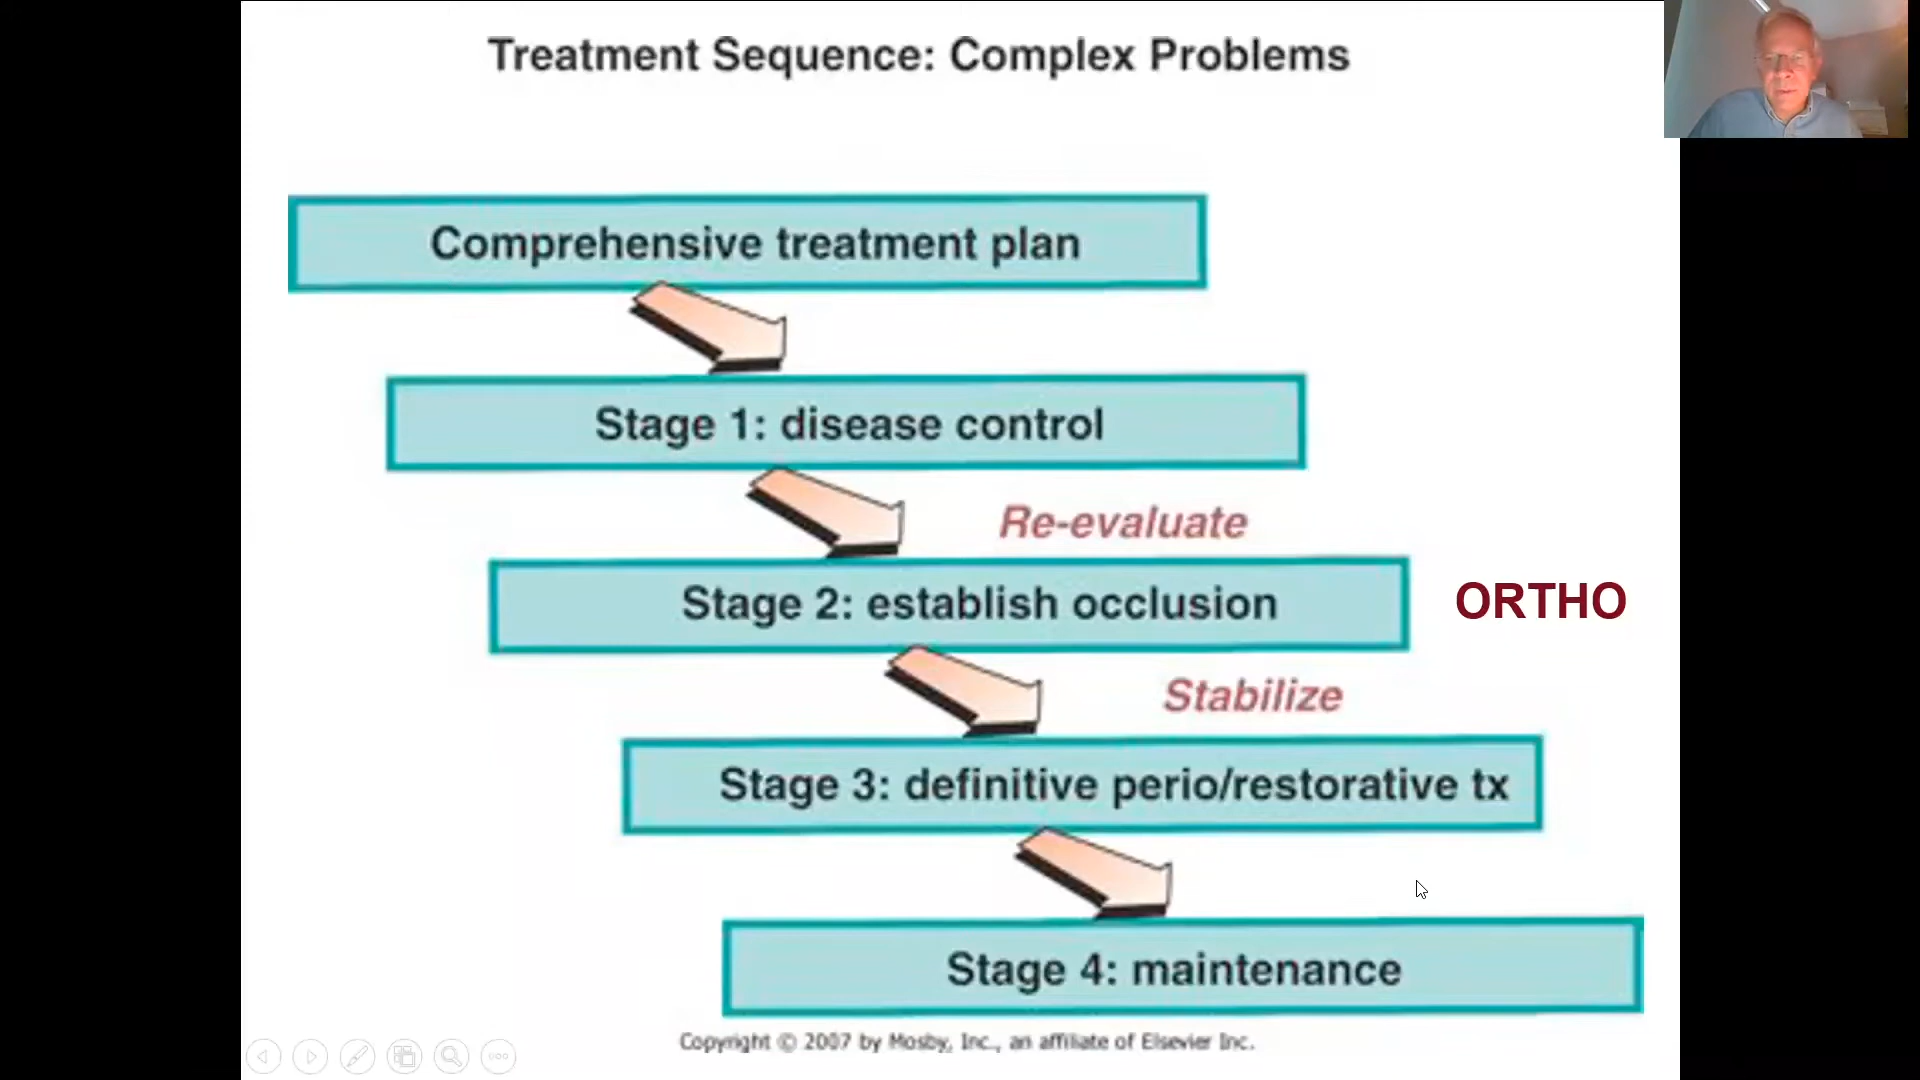 Treatment Sequence: Complex Problems
Comprehensive treatment plan
Stage 1: disease control
Re-evaluate
Stage 2: establish occlusion
ORTHO
Stabilize
Stage 3: definitive perio/restorative tx
Stage 4: maintenance
Copyright © 2007 by Mosby, Inc., an affiliate of Elsevier Inc.